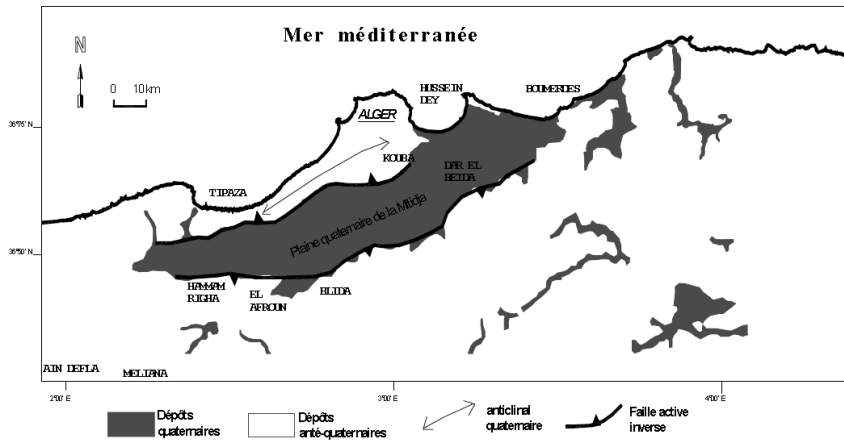 Mer méditerranée
N
0 10km
HUSSEIN
DEY
BOUMERDES
ALGER
36°55' N
KOUBA
DAR EL
BEIDA
TIPAZA
Plaine quaternaire de la Mitidja
36°50' N
HAMMAM
RIGHA
EL
AFROUN
BLIDA
AIN DEFLA
MELIANA
2°00' E
3°00' E
4°00' E
Dépôts
quaternaires
Dépôts
anté-quaternaires
anticlinal
quaternaire
Faille active
inverse